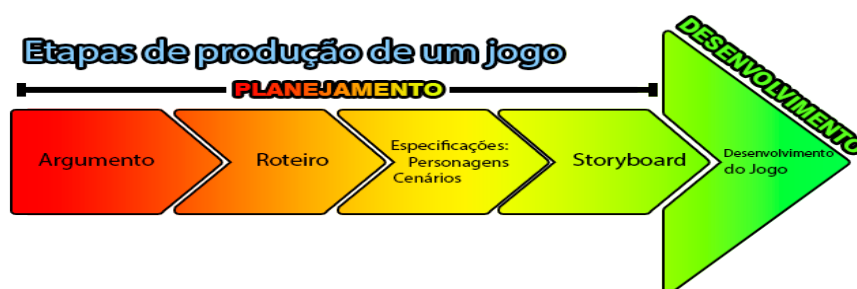 Etapas de produção de um jogo
DESENVOLVIMENTO
PLANEJAMENTO
Argumento
Roteiro
Especificações:
Personagens
Cenários
Storyboard
Desenvolvimento
do Jogo